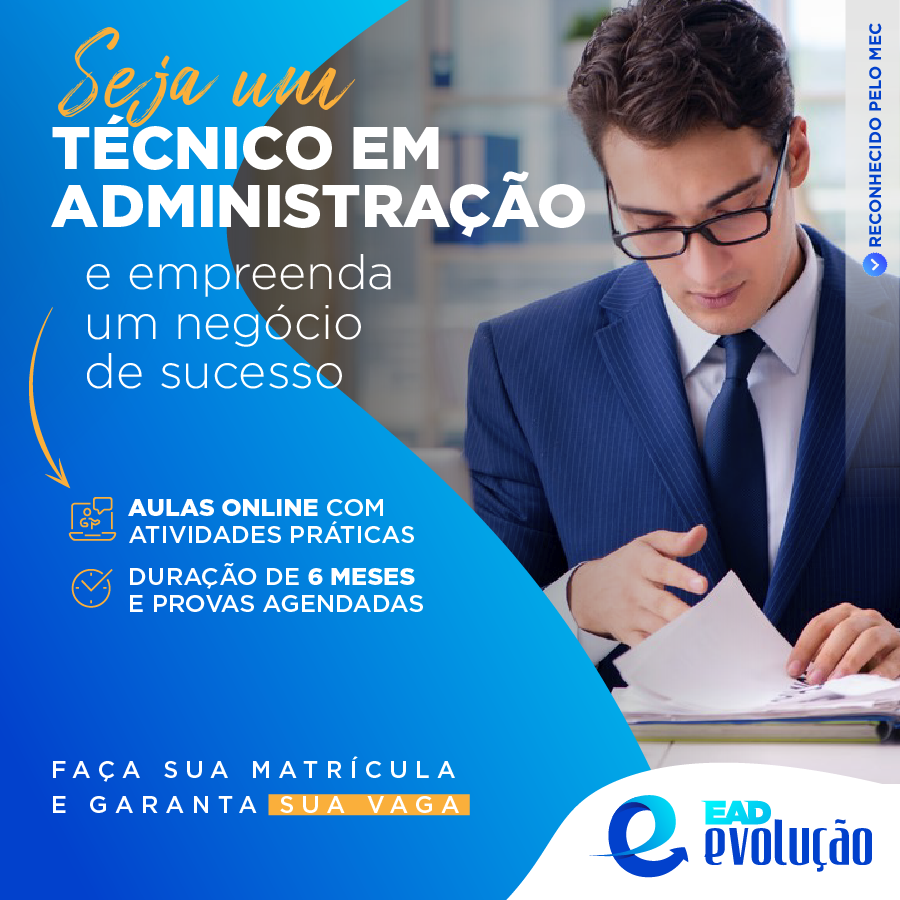 Seja um
TÉCNICO EM
ADMINISTRAÇÃO
e empreenda
um negócio
de sucesso
AULAS ONLINE COM
ATIVIDADES PRÁTICAS
DURAÇÃO DE 6 MESES
E PROVAS AGENDADAS
FAÇA SUA MATRÍCULA
E GARANTA SUA VAGA
RECONHECIDO PELO MEC
EAD
evolução